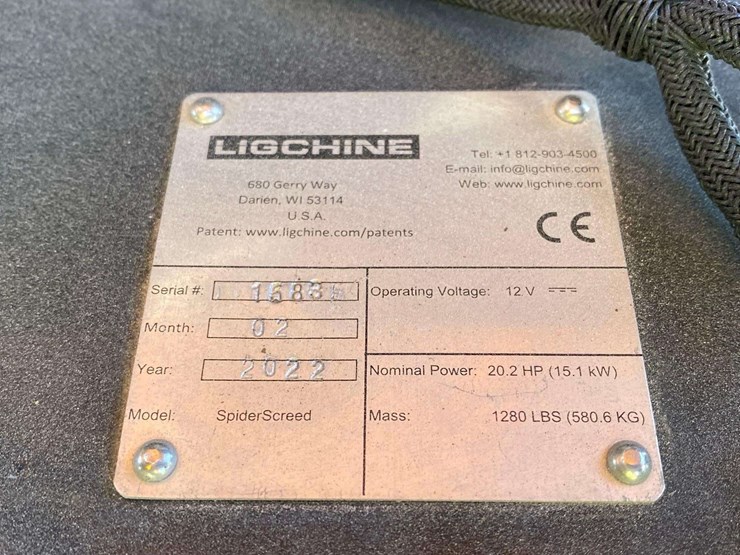 LIGCHINE
680 Gerry Way
Darien, WI 53114
U.S.A.
Patent: www.ligchine.com/patents
Tel: +1 812-903-4500
E-mail: info@ligchine.com
Web: www.ligchine.com
CE
Serial #:
Month: 02
Year: 2022
Model: SpiderScreed
Operating Voltage: 12 V
Nominal Power: 20.2 HP (15.1 kW)
Mass: 1280 LBS (580.6 KG)